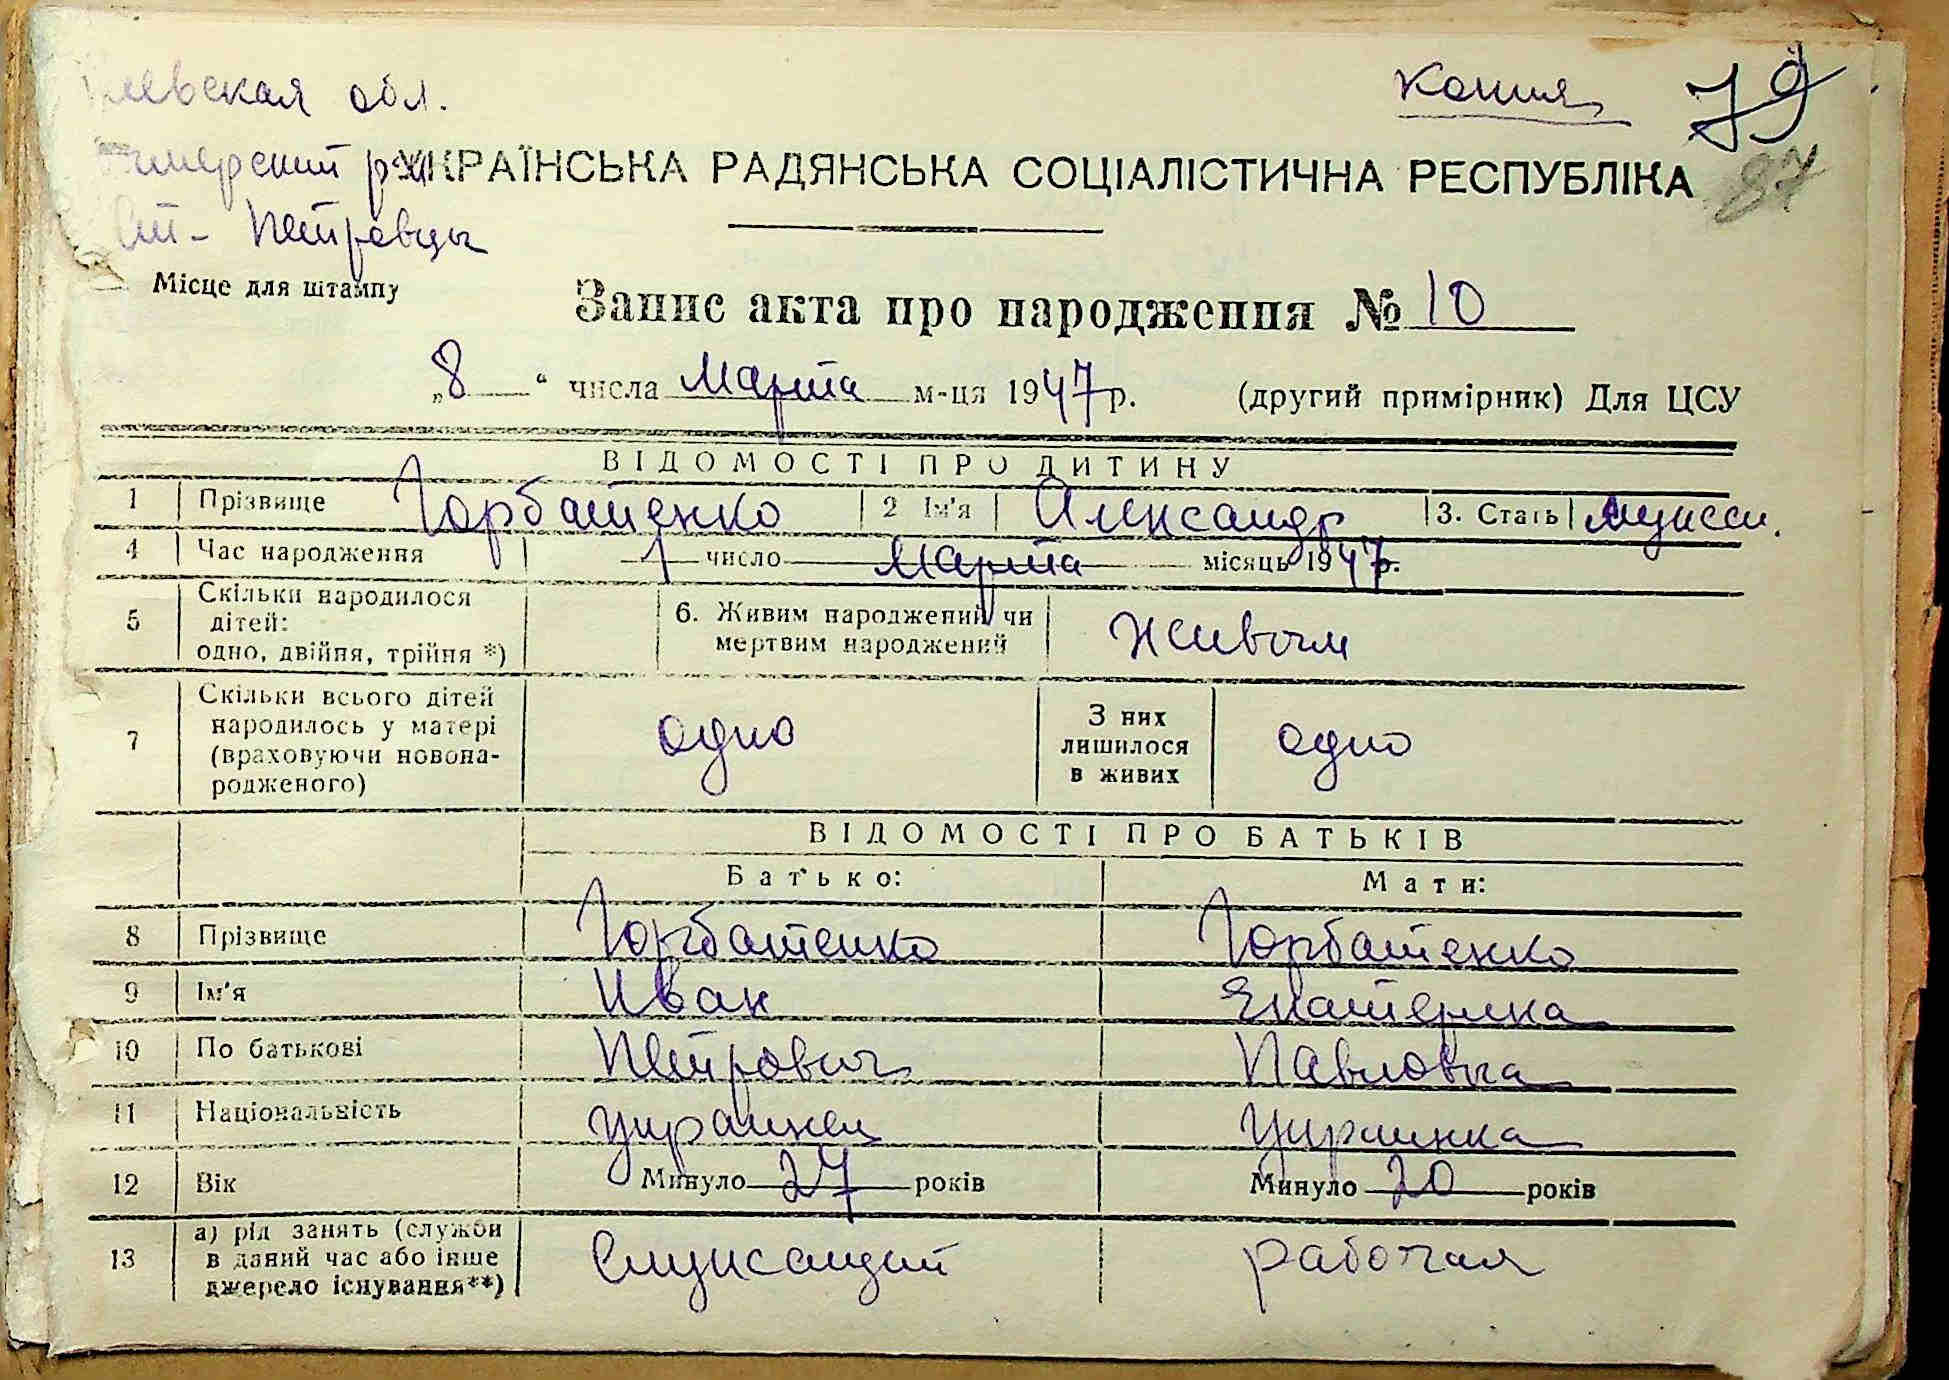 обл. Копия 79
87
УКРАЇНСЬКА РАДЯНСЬКА СОЦІАЛІСТИЧНА РЕСПУБЛІКА
Петровцы
Місце для штампу
Запис акта про народження № 10
„8“ числа Марта м-ця 1947 р. (другий примірник) Для ЦСУ
ВІДОМОСТІ ПРО ДИТИНУ
1 Прізвище Горбатенко 2 Ім'я Александр 3. Стать мужск.
4 Час народження 1 число Марта місяць 1947 р.
5 Скільки народилося
дітей:
одно, двійня, трійня *)
6. Живим народжений чи
мертвим народжений
Живым
7 Скільки всього дітей
народилось у матері
(враховуючи новона-
родженого)
одно
З них
лишилося
в живих
одно
ВІДОМОСТІ ПРО БАТЬКІВ
Батько: Мати:
8 Прізвище Горбатенко Горбатенко
9 Ім'я Иван Екатерина
10 По батькові Петрович Павловна
11 Національність украинец украинка
12 Вік Минуло 27 років Минуло 20 років
13 а) рід занять (служби
в даний час або інше
джерело існування**)
Служащий рабочая